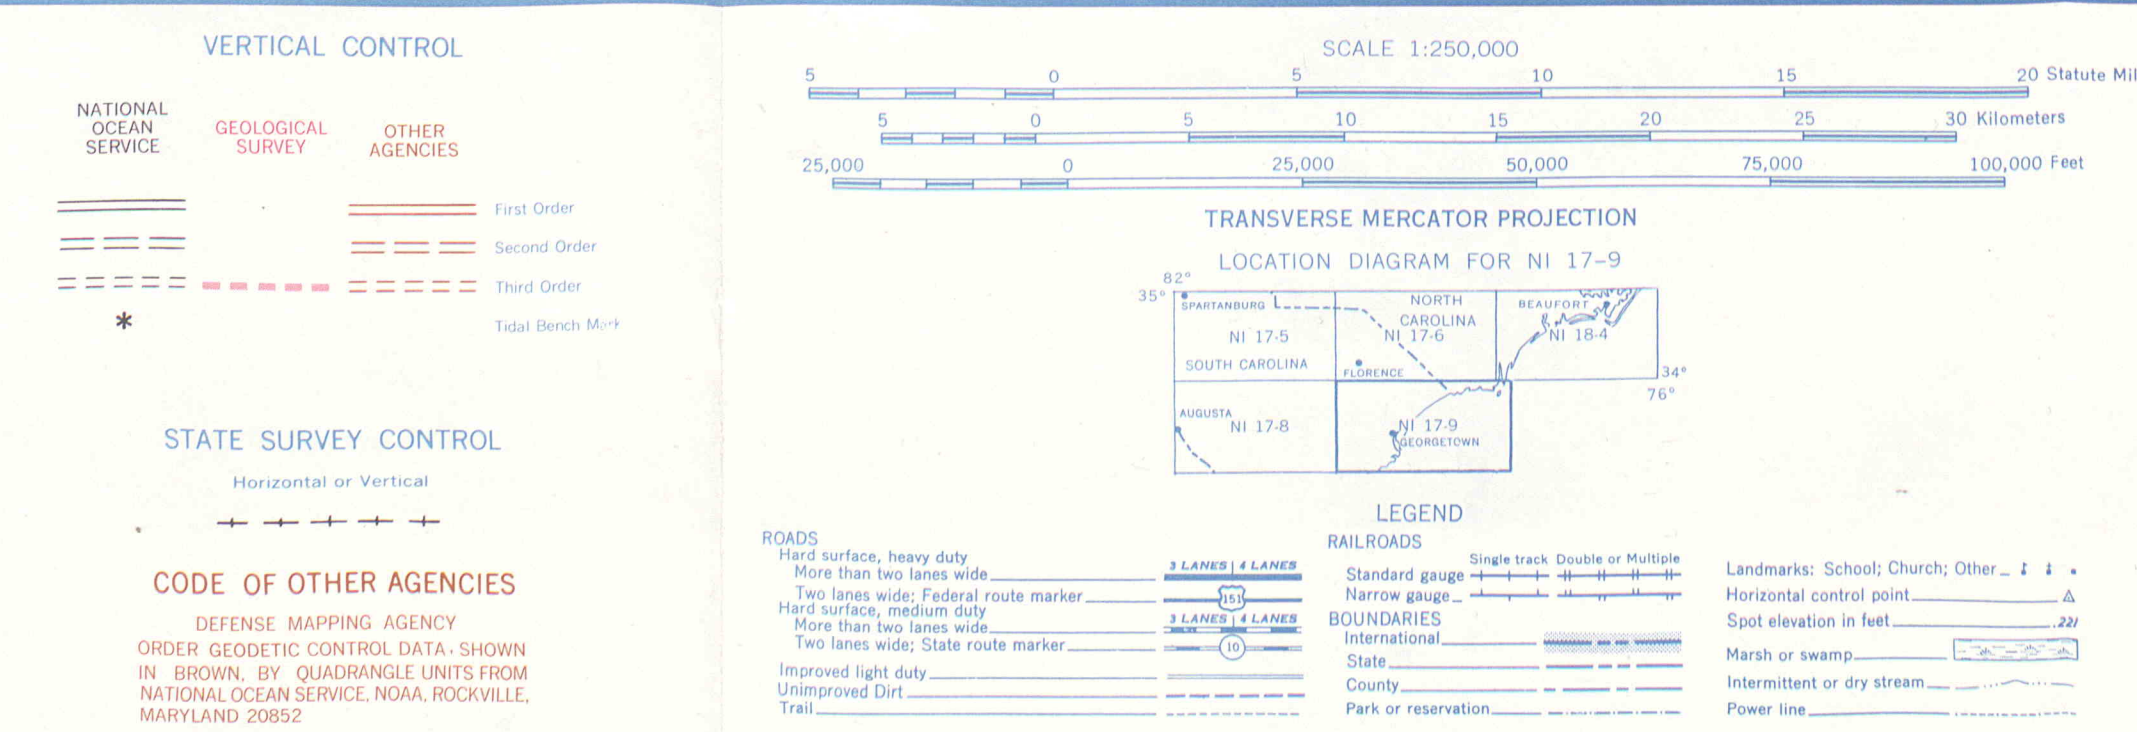 VERTICAL CONTROL
NATIONAL
OCEAN
SERVICE
GEOLOGICAL
SURVEY
OTHER
AGENCIES
First Order
Second Order
Third Order
*
Tidal Bench Mark
STATE SURVEY CONTROL
Horizontal or Vertical
CODE OF OTHER AGENCIES
DEFENSE MAPPING AGENCY
ORDER GEODETIC CONTROL DATA, SHOWN
IN BROWN, BY QUADRANGLE UNITS FROM
NATIONAL OCEAN SERVICE, NOAA, ROCKVILLE,
MARYLAND 20852
SCALE 1:250,000
5 0 5 10 15 20 Statute Mil
5 0 5 10 15 20 25 30 Kilometers
25,000 0 25,000 50,000 75,000 100,000 Feet
TRANSVERSE MERCATOR PROJECTION
LOCATION DIAGRAM FOR NI 17-9
82°
35°
SPARTANBURG
NORTH
CAROLINA
BEAUFORT
NI 17-5
NI 17-6
NI 18-4
SOUTH CAROLINA
FLORENCE
34°
76°
AUGUSTA
NI 17-8
NI 17-9
GEORGETOWN
LEGEND
ROADS
Hard surface, heavy duty
More than two lanes wide 3 LANES 4 LANES
Two lanes wide; Federal route marker 151
Hard surface, medium duty
More than two lanes wide 3 LANES 4 LANES
Two lanes wide; State route marker 10
Improved light duty
Unimproved Dirt
Trail
RAILROADS
Single track Double or Multiple
Standard gauge
Narrow gauge
BOUNDARIES
International
State
County
Park or reservation
Landmarks: School; Church; Other
Horizontal control point
Spot elevation in feet .221
Marsh or swamp
Intermittent or dry stream
Power line